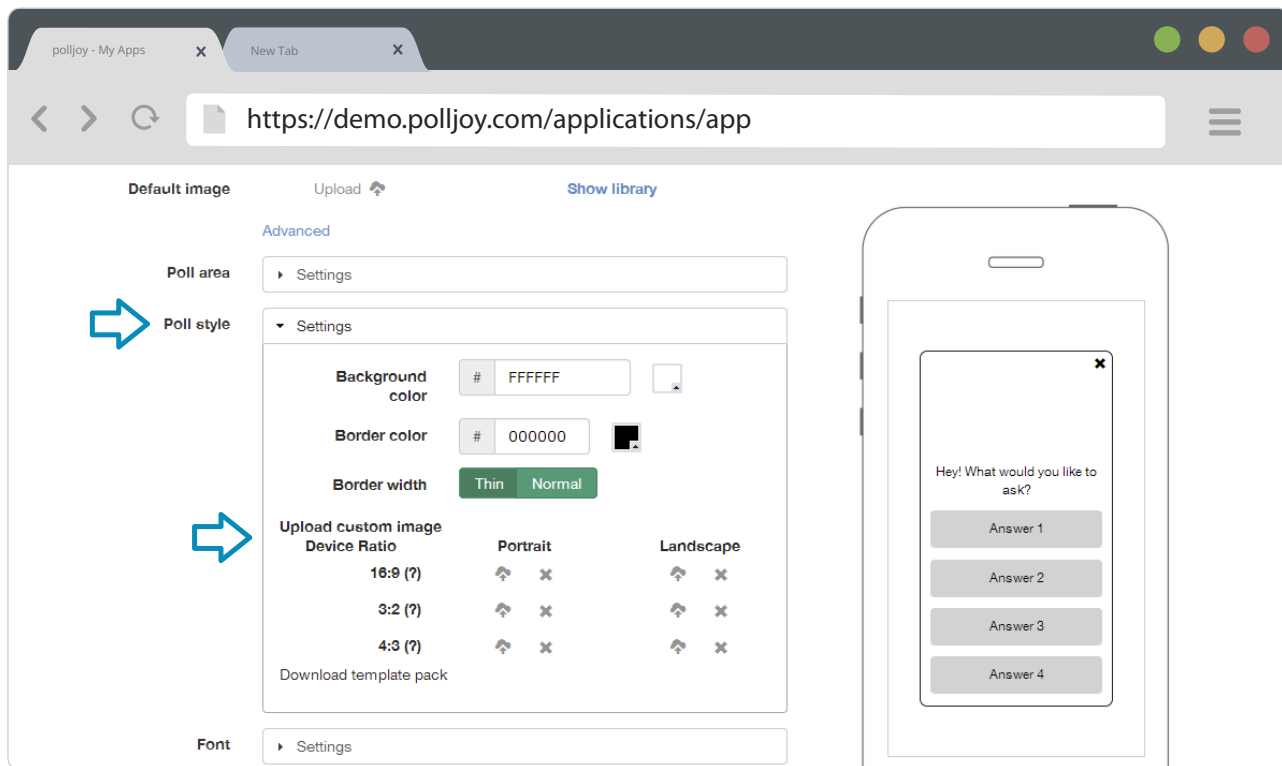 polljoy - My Apps
New Tab
https://demo.polljoy.com/applications/app
Default image
Upload
Show library
Advanced
Poll area
Settings
Poll style
Settings
Background
color
# FFFFFF
Border color
# 000000
Border width
Thin
Normal
Upload custom image
Device Ratio
Portrait
Landscape
16:9 (?)
3:2 (?)
4:3 (?)
Download template pack
Font
Settings
Hey! What would you like to
ask?
Answer 1
Answer 2
Answer 3
Answer 4